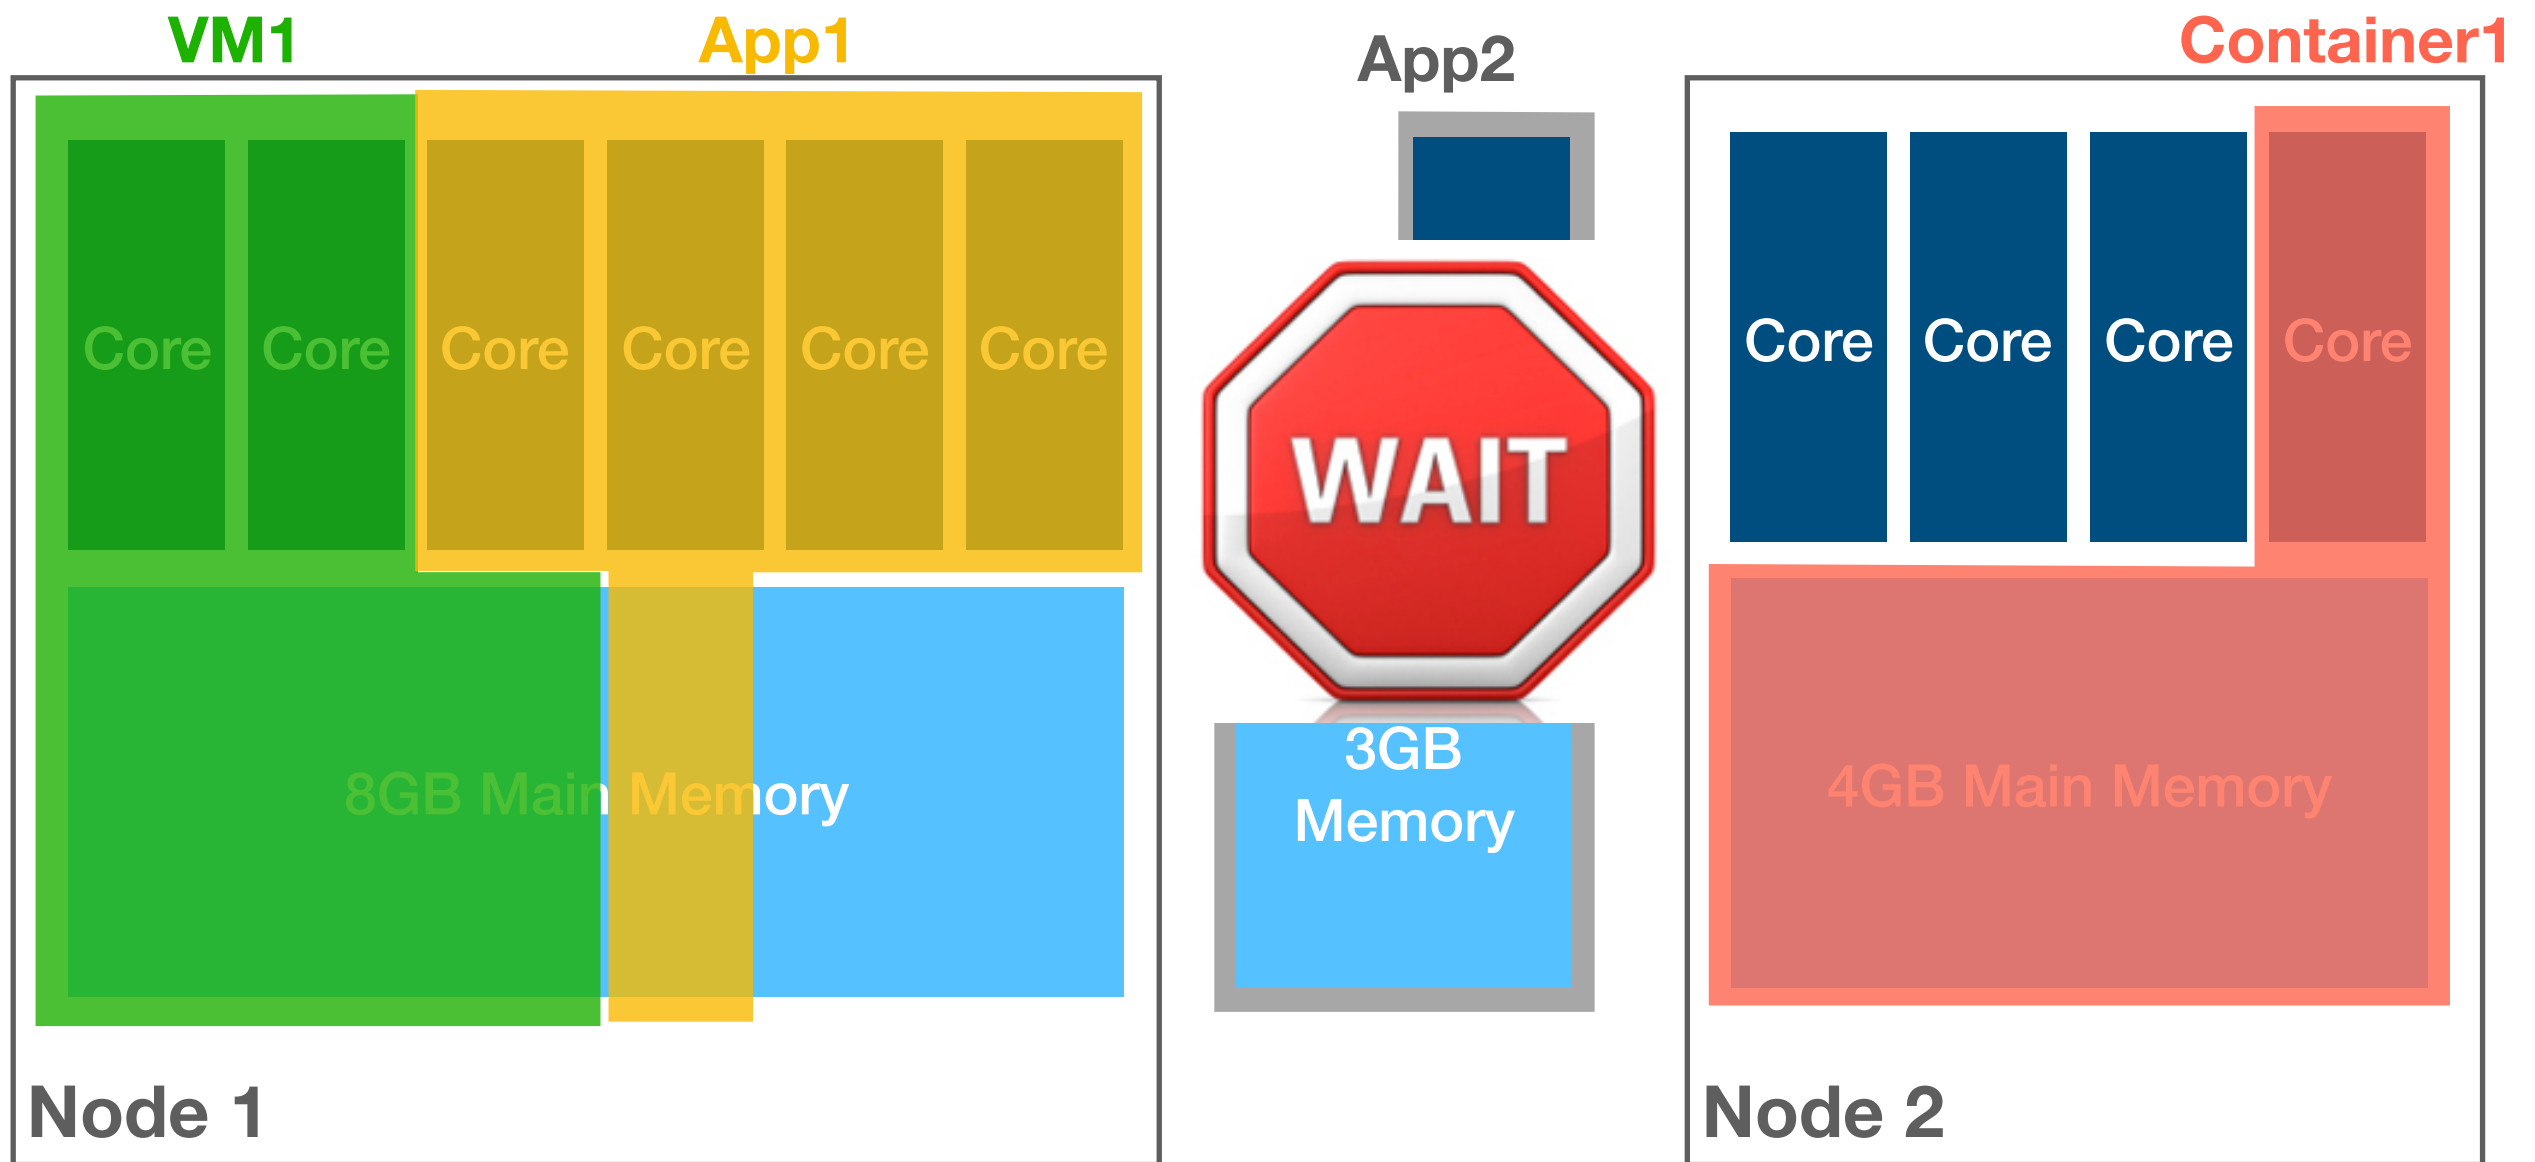 VM1
App1
App2
Container1
Core
Core
Core
Core
Core
Core
WAIT
Core
Core
Core
Core
8GB Main Memory
3GB
Memory
4GB Main Memory
Node 1
Node 2